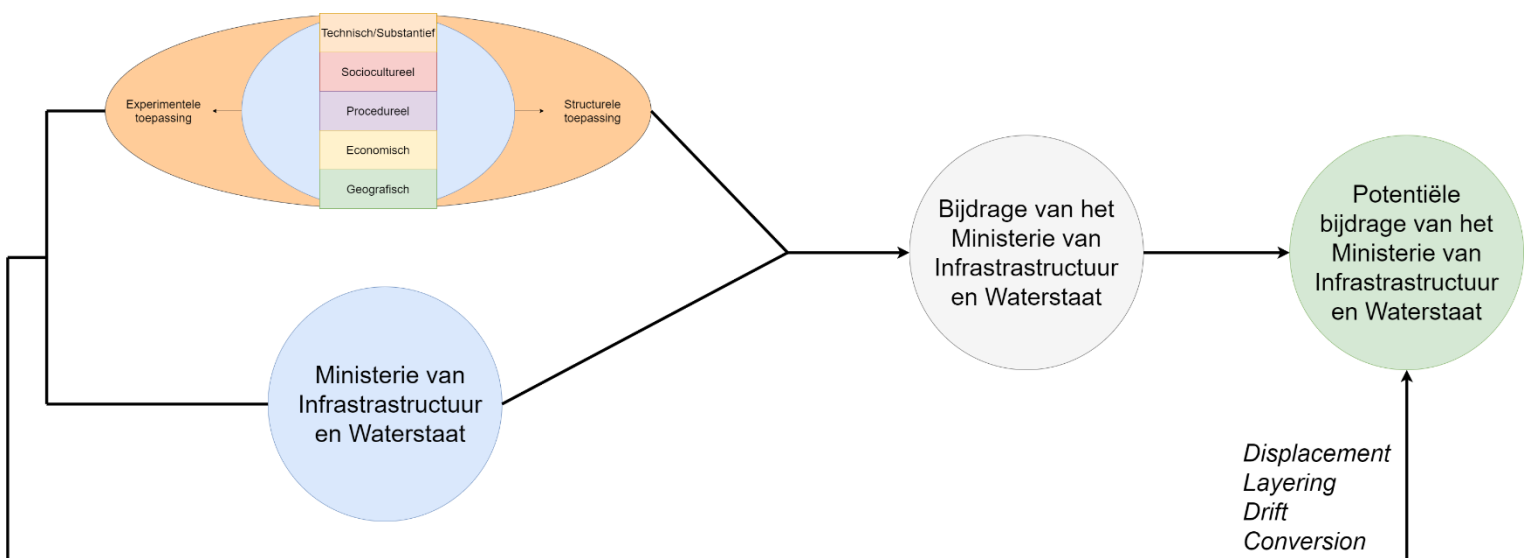 Technisch/Substantief
Sociocultureel
Experimentele
toepassing
Procedureel
Structurele
toepassing
Economisch
Geografisch
Ministerie van
Infrastrastructuur
en Waterstaat
Bijdrage van het
Ministerie van
Infrastrastructuur
en Waterstaat
Potentiële
bijdrage van het
Ministerie van
Infrastrastructuur
en Waterstaat
Displacement
Layering
Drift
Conversion